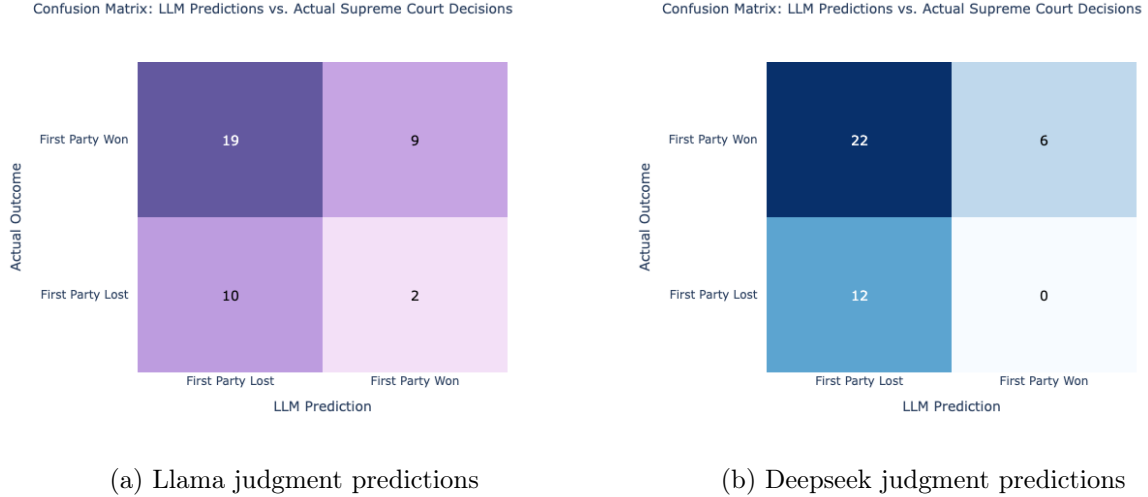 Confusion Matrix: LLM Predictions vs. Actual Supreme Court Decisions
Actual Outcome
First Party Won
19
9
First Party Lost
10
2
First Party Lost
First Party Won
LLM Prediction
(a) Llama judgment predictions
Confusion Matrix: LLM Predictions vs. Actual Supreme Court Decisions
Actual Outcome
First Party Won
22
6
First Party Lost
12
0
First Party Lost
First Party Won
LLM Prediction
(b) Deepseek judgment predictions